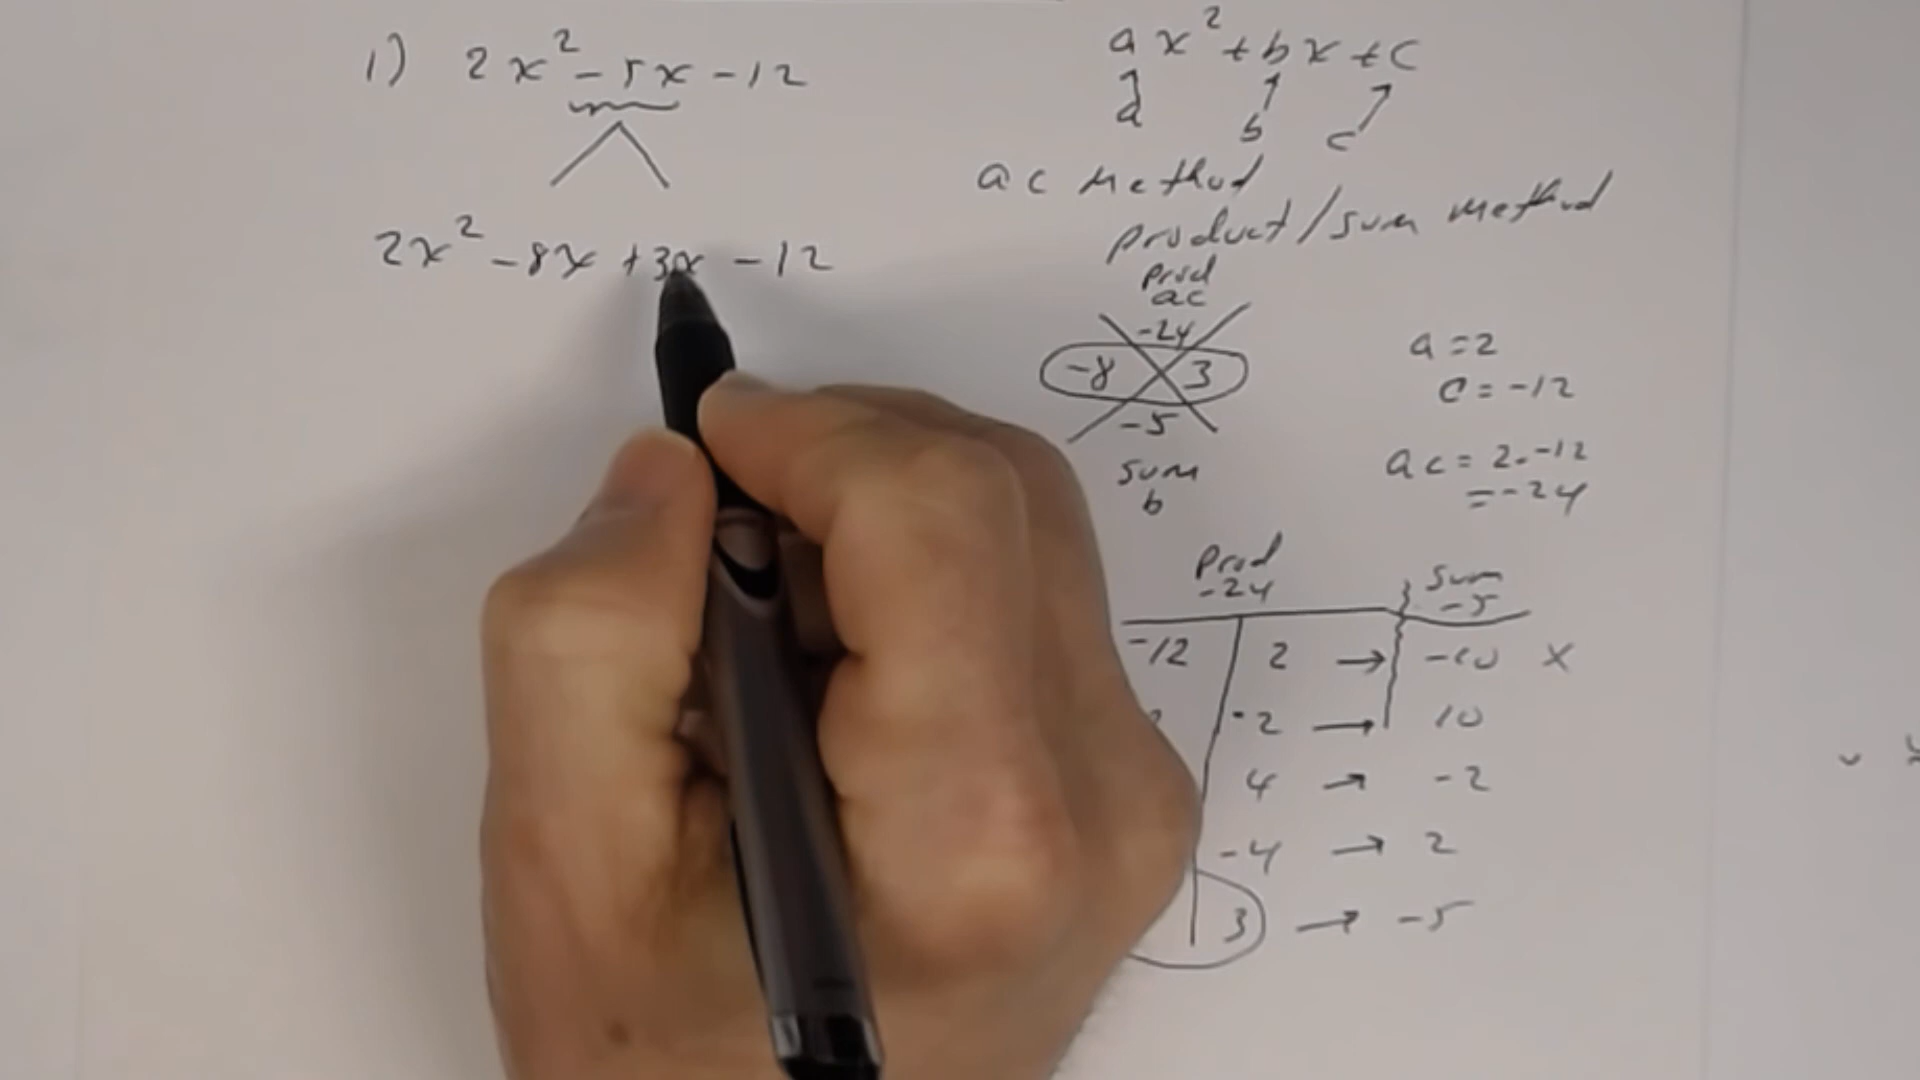 1) 2x² - 5x - 12
2x² - 8x + 3x - 12
ax² + bx + c
a b c
ac Method
product/sum method
prod
ac
-24
-8 3
-5
sum
b
a = 2
c = -12
ac = 2·-12
= -24
Prod
-24
sum
-5
-12 2 → -10 x
-2 → 10
4 → -2
-4 → 2
3 → -5